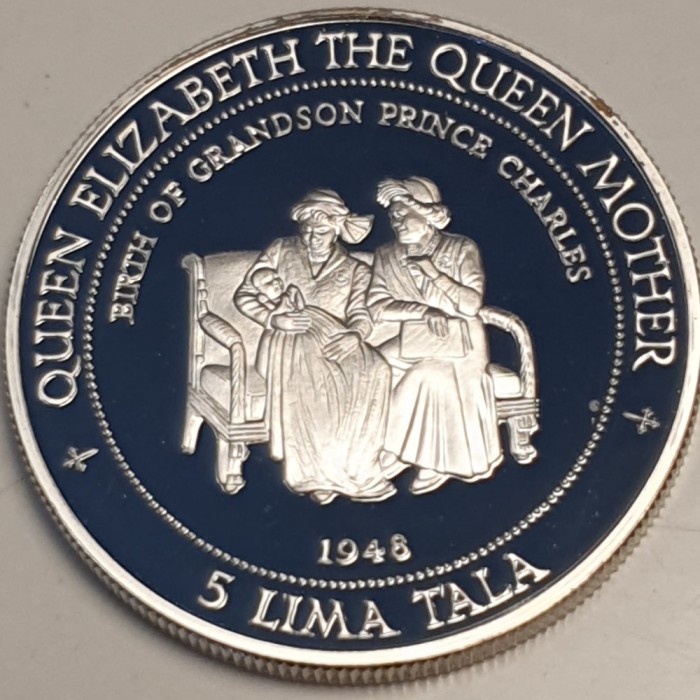 QUEEN ELIZABETH THE QUEEN MOTHER
BIRTH OF GRANDSON PRINCE CHARLES
1948
5 LIMA TALA